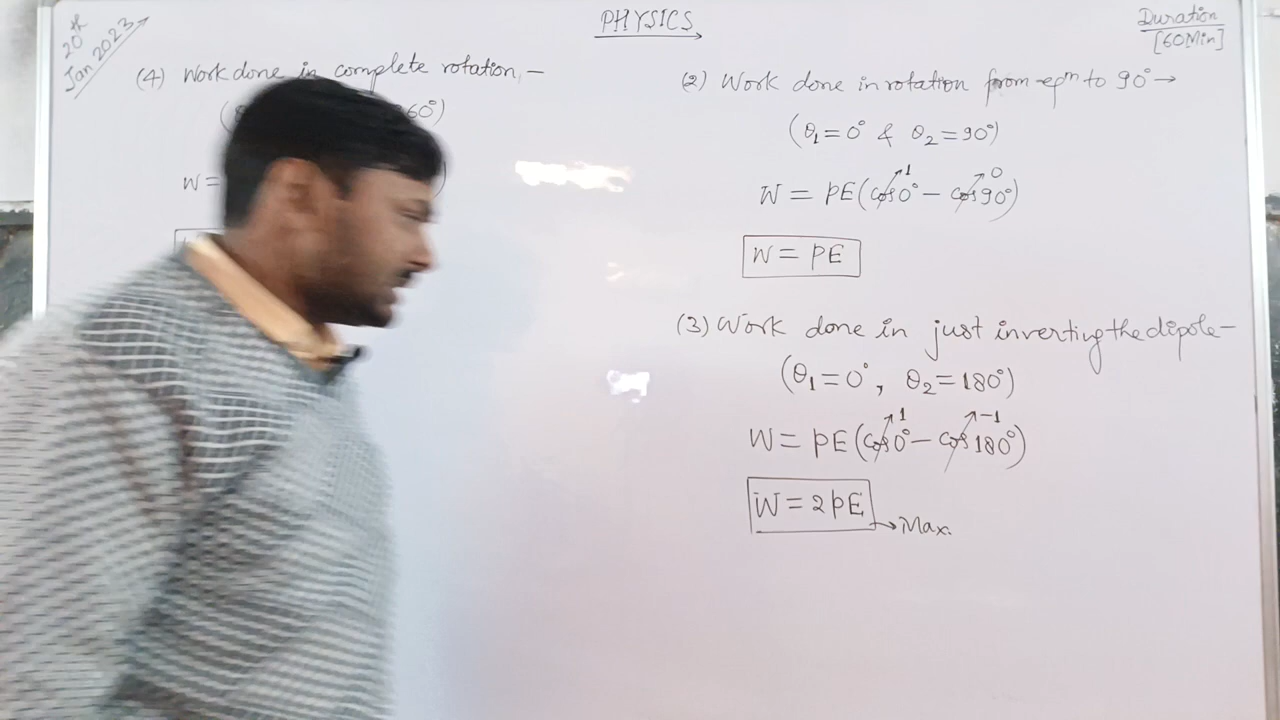 20th
Jan 2023
PHYSICS
Duration
[60Min]
(4) Work done in complete rotation,—
60°)
W =
(2) Work done in rotation from eqm to 90° →
(θ₁ = 0° & θ₂ = 90°)
1 0
W = PE(cos0° − cos90°)
W = PE
(3) Work done in just inverting the dipole—
(θ₁ = 0°, θ₂ = 180°)
1 −1
W = PE(cos0° − cos180°)
W = 2PE
→ Max.